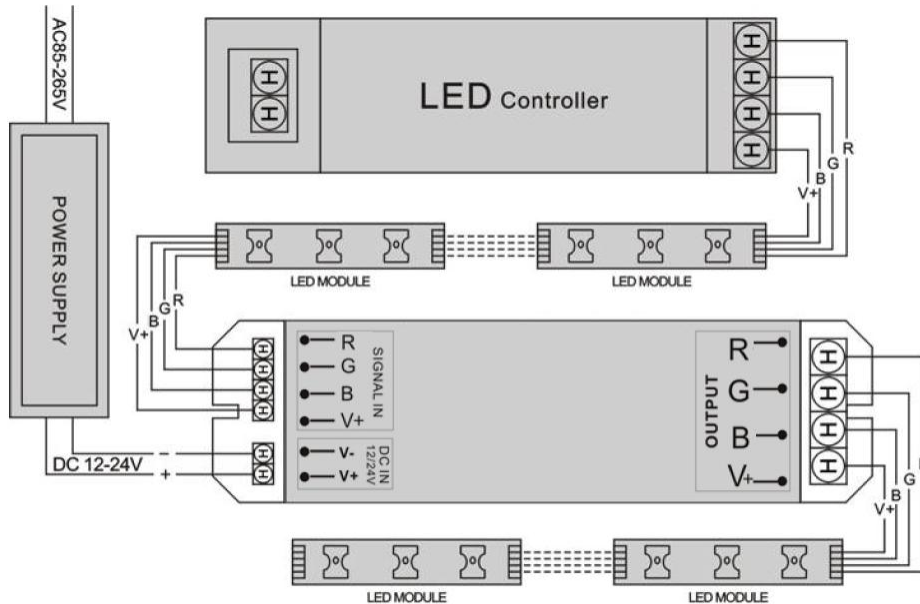 AC85-265V
POWER SUPPLY
LED Controller
R
G
B
V+
LED MODULE
LED MODULE
R
G
B
V+
R
G
B
V+
SIGNAL IN
V-
V+
DC IN
12/24V
DC 12-24V
-
+
R
G
B
V+
OUTPUT
G
B
V+
LED MODULE
LED MODULE